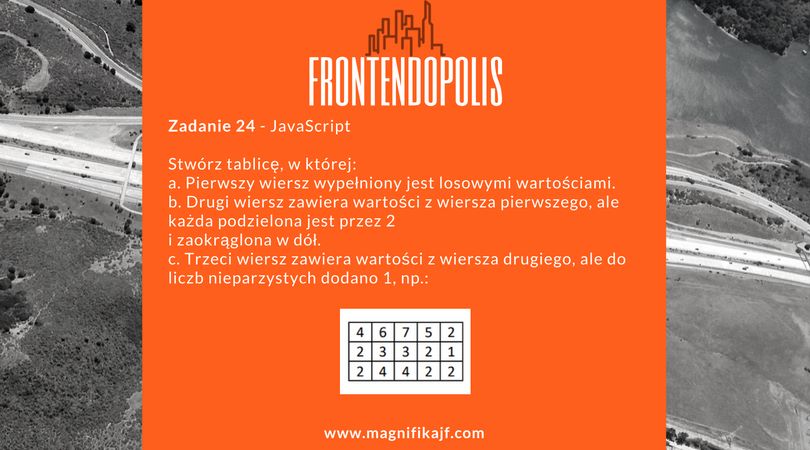 FRONTENDOPOLIS
Zadanie 24 - JavaScript
Stwórz tablicę, w której:
a. Pierwszy wiersz wypełniony jest losowymi wartościami.
b. Drugi wiersz zawiera wartości z wiersza pierwszego, ale
każda podzielona jest przez 2
i zaokrąglona w dół.
c. Trzeci wiersz zawiera wartości z wiersza drugiego, ale do
liczb nieparzystych dodano 1, np.:
4 6 7 5 2
2 3 3 2 1
2 4 4 2 2
www.magnifikajf.com